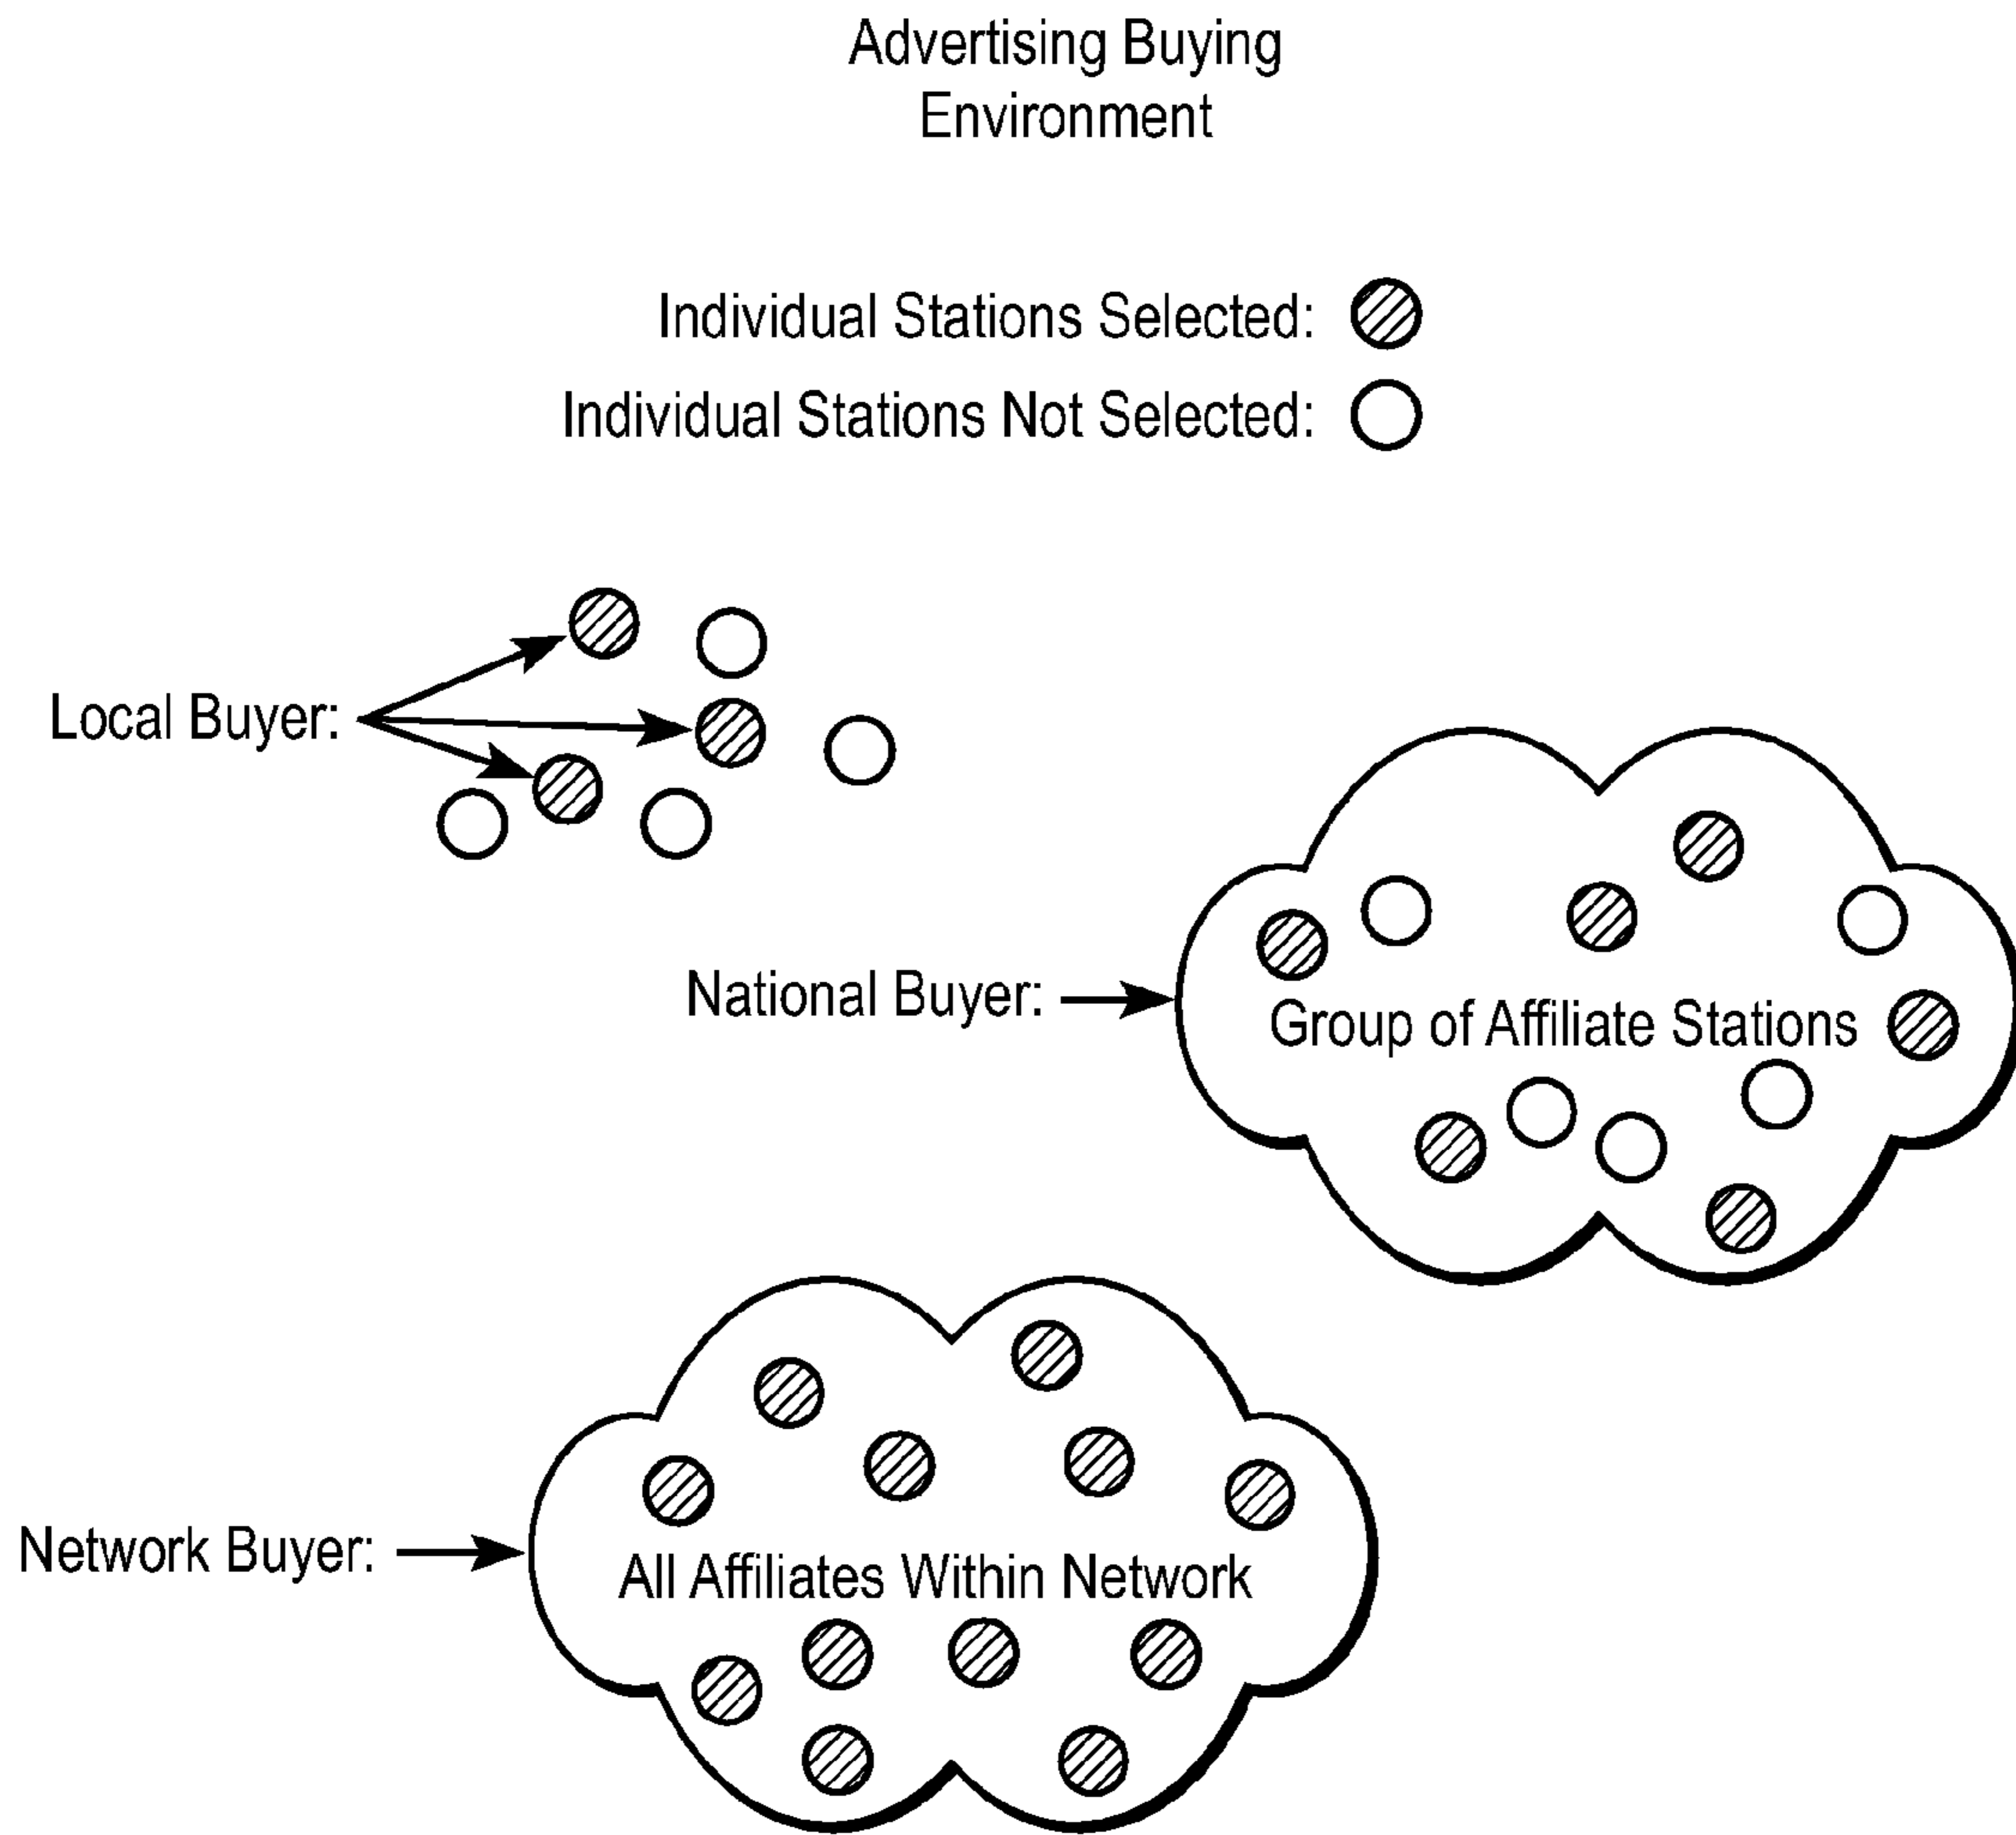 Advertising Buying
Environment
Individual Stations Selected:
Individual Stations Not Selected:
Local Buyer:
National Buyer:
Group of Affiliate Stations
Network Buyer:
All Affiliates Within Network